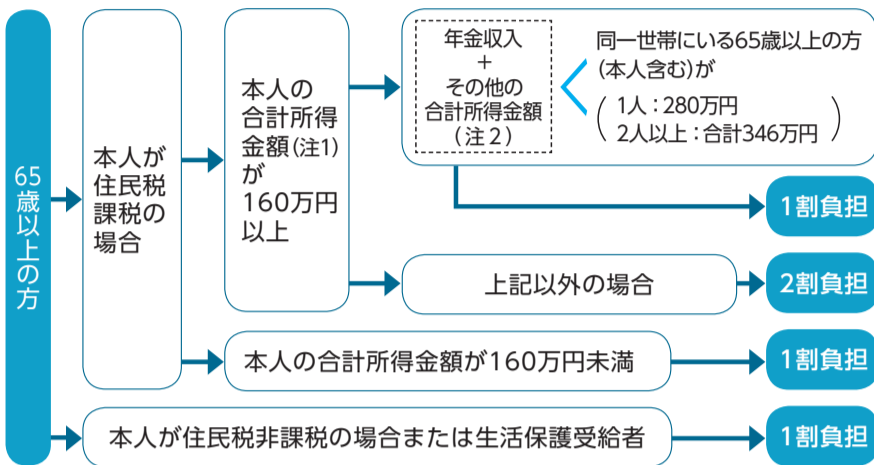 65歳以上の方
本人が
住民税
課税の
場合
本人の
合計所得
金額(注1)
が
160万円
以上
年金収入
+
その他の
合計所得金額
(注2)
同一世帯にいる65歳以上の方
(本人含む)が
1人:280万円
2人以上:合計346万円
1割負担
上記以外の場合
2割負担
本人の合計所得金額が160万円未満
1割負担
本人が住民税非課税の場合または生活保護受給者
1割負担